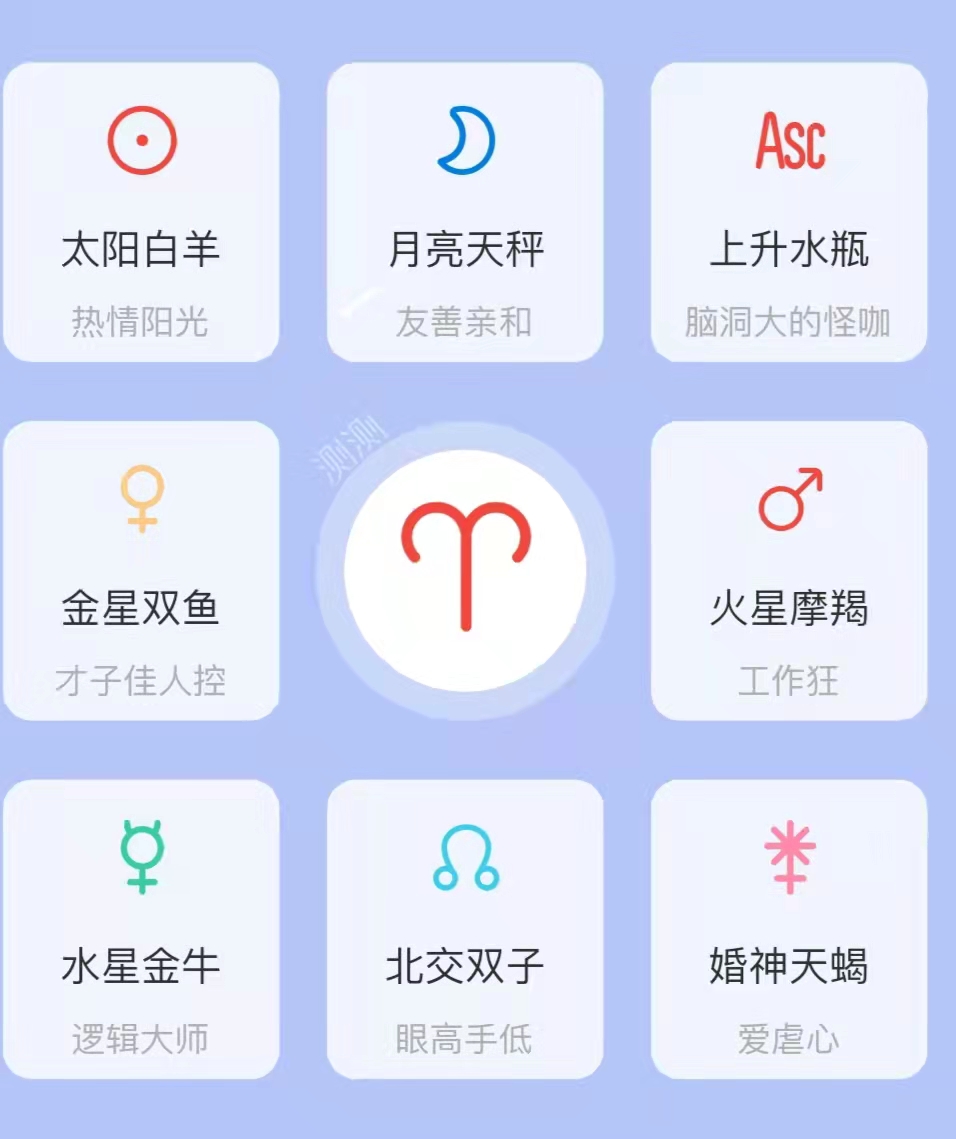 Asc
太阳白羊
月亮天秤
上升水瓶
热情阳光
友善亲和
脑洞大的怪咖
测测
金星双鱼
火星摩羯
才子佳人控
工作狂
水星金牛
北交双子
婚神天蝎
逻辑大师
眼高手低
爱虐心